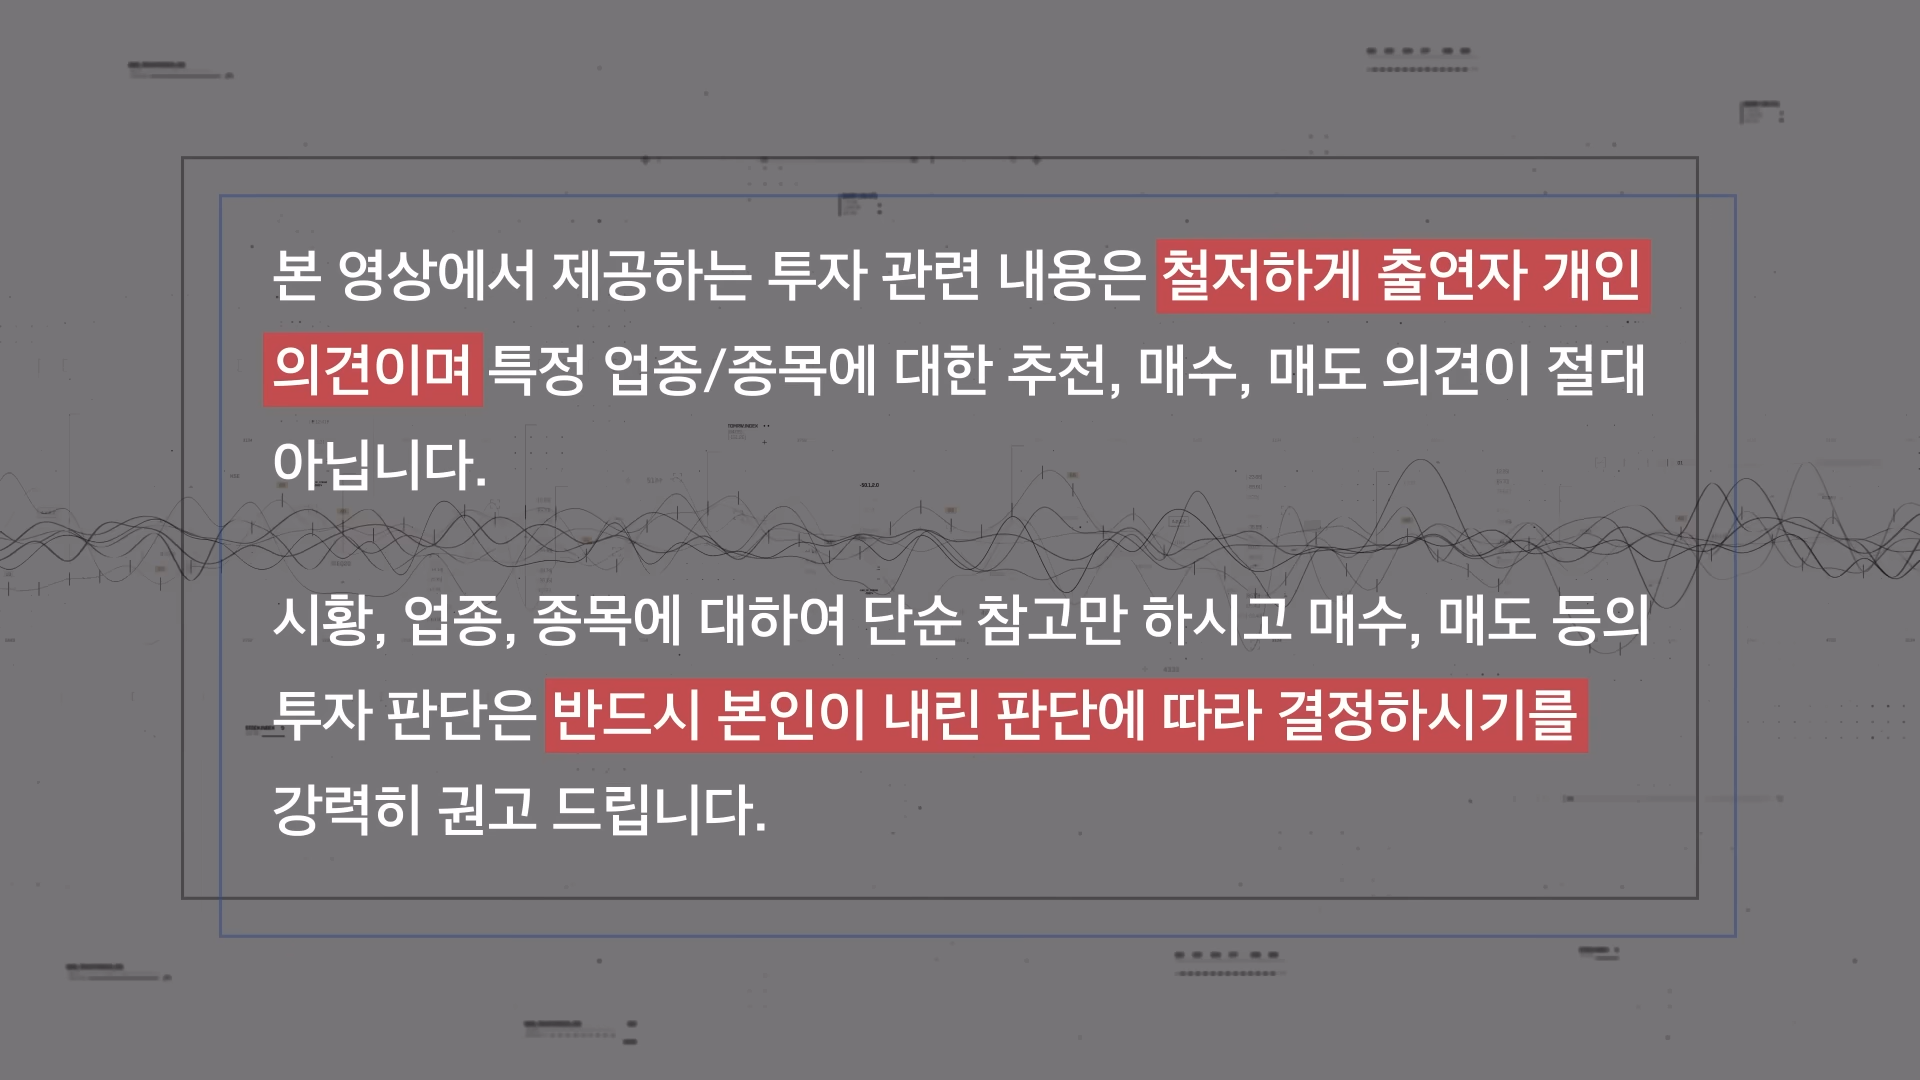 본 영상에서 제공하는 투자 관련 내용은 철저하게 출연자 개인
의견이며 특정 업종/종목에 대한 추천, 매수, 매도 의견이 절대
아닙니다.
시황, 업종, 종목에 대하여 단순 참고만 하시고 매수, 매도 등의
투자 판단은 반드시 본인이 내린 판단에 따라 결정하시기를
강력히 권고 드립니다.